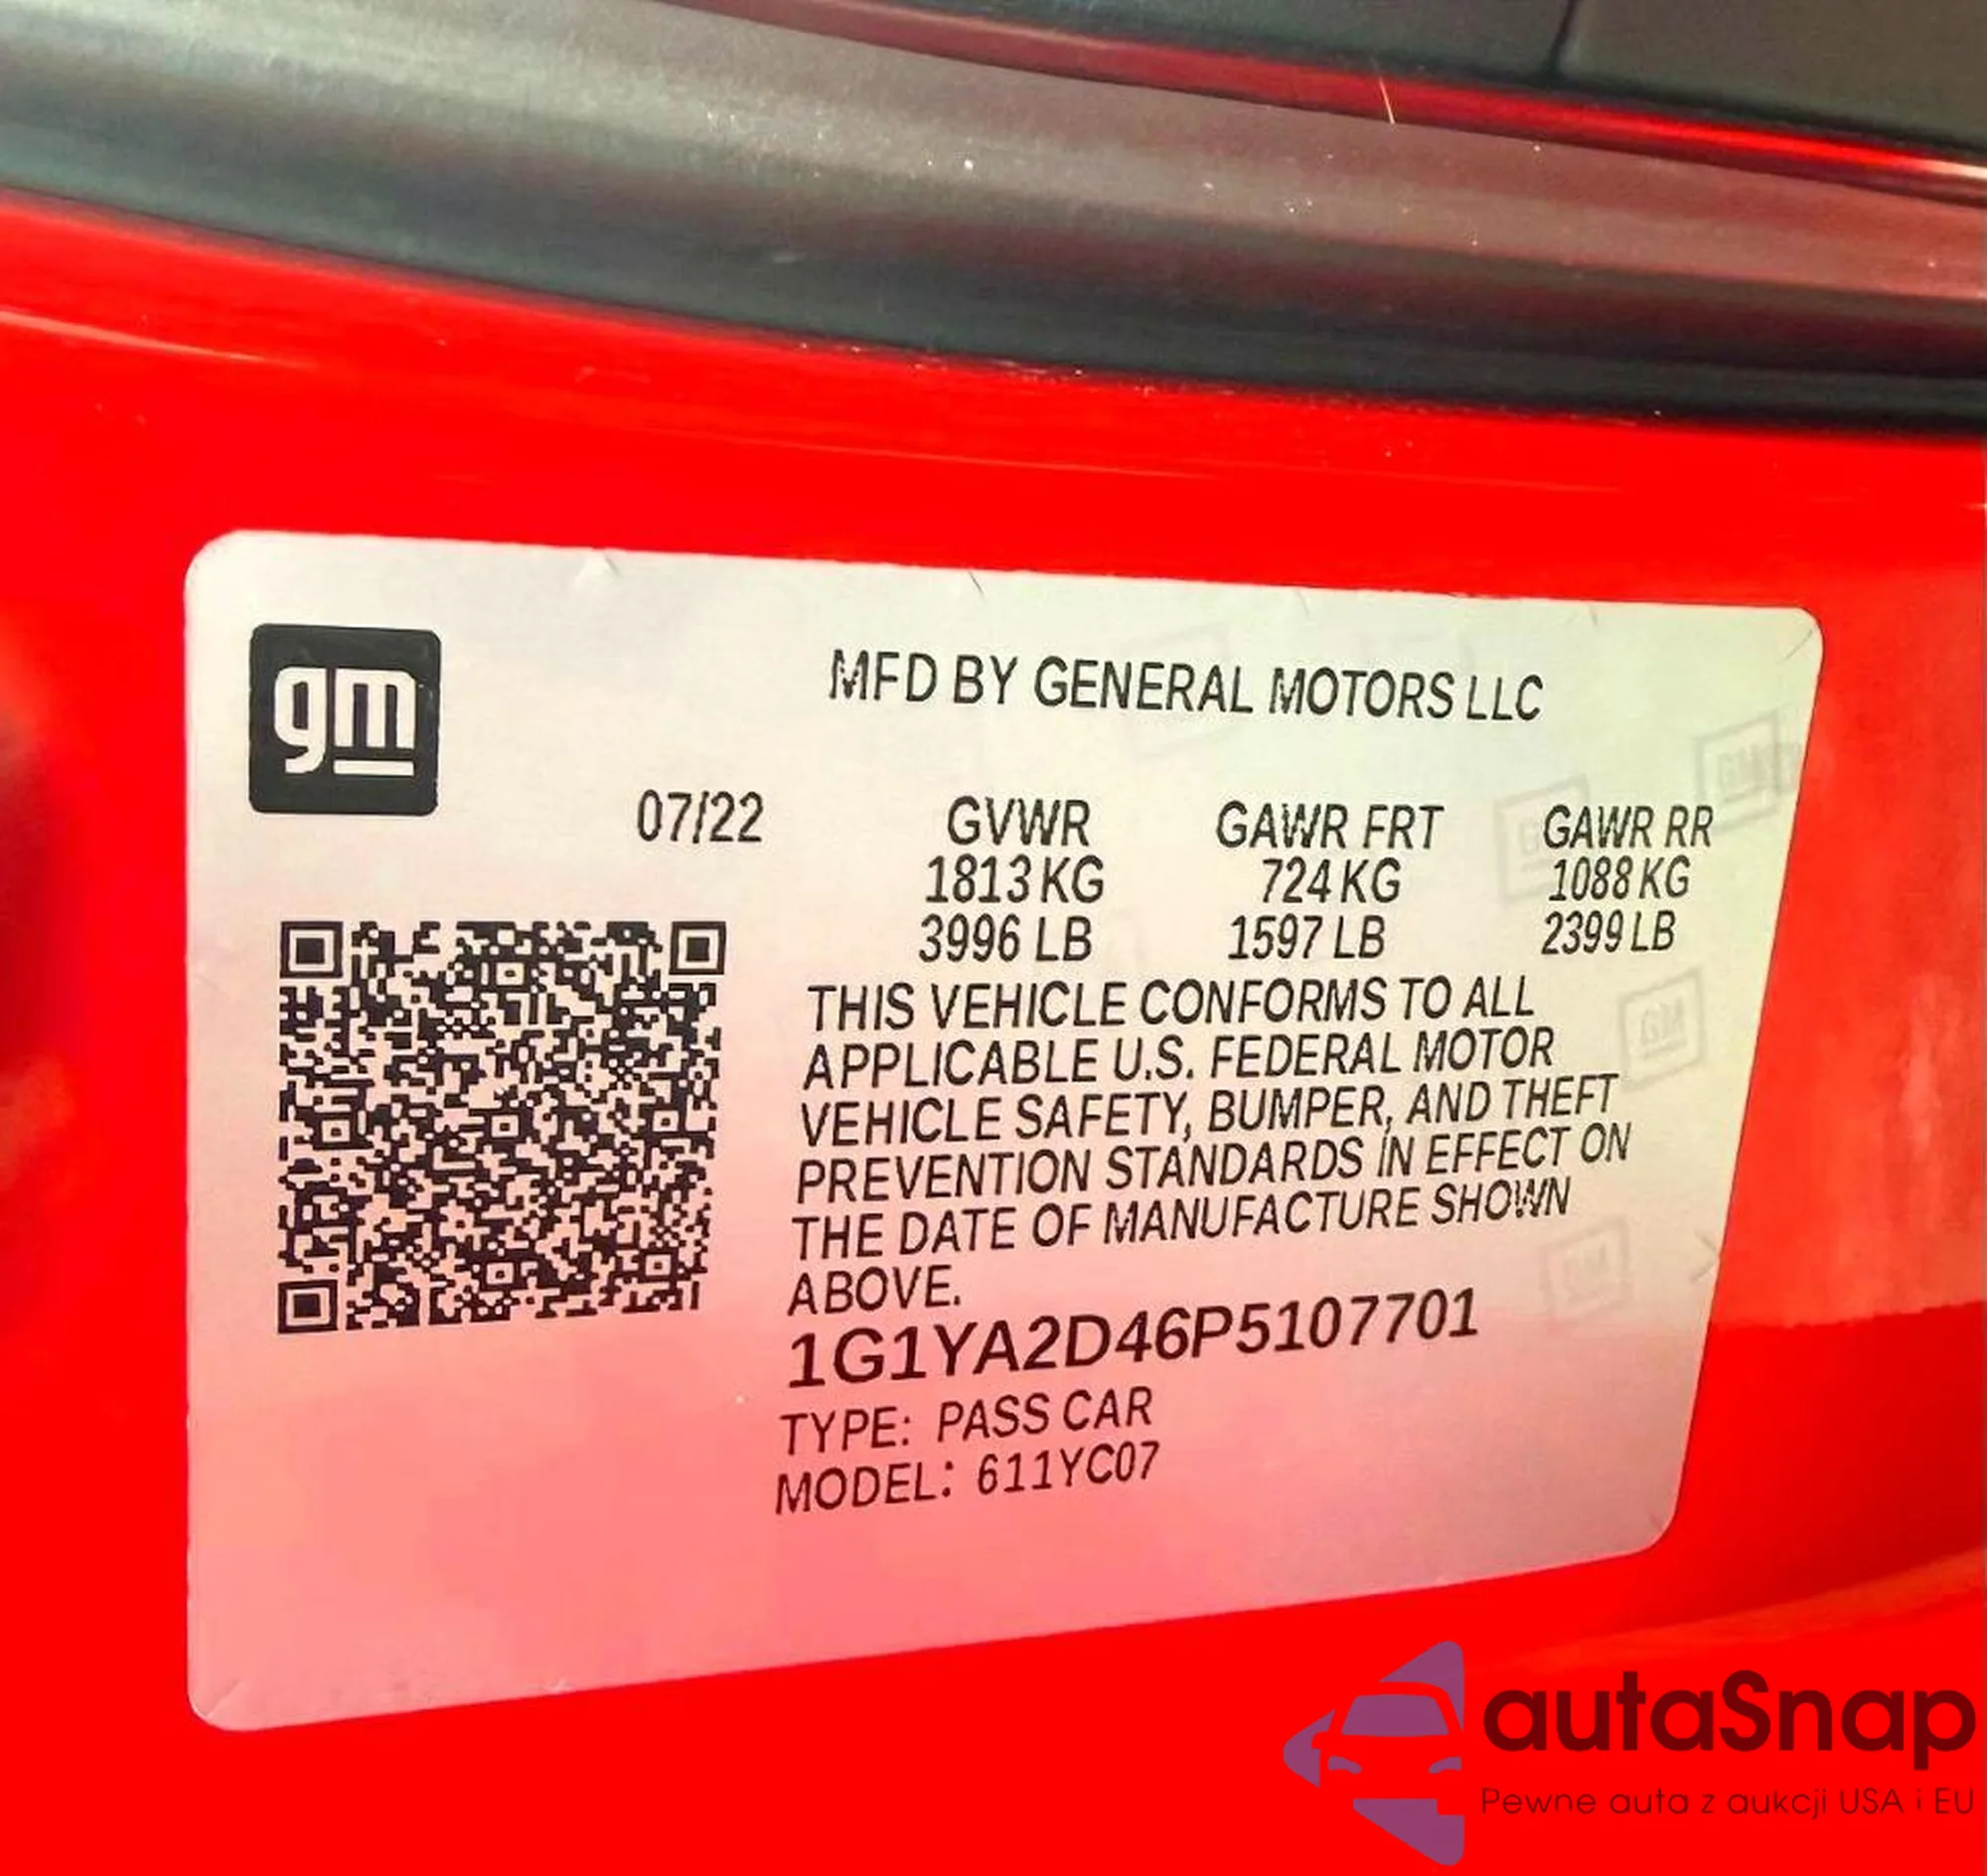 gm
MFD BY GENERAL MOTORS LLC
07/22 GVWR GAWR FRT GAWR RR
1813 KG 724 KG 1088 KG
3996 LB 1597 LB 2399 LB
THIS VEHICLE CONFORMS TO ALL
APPLICABLE U.S. FEDERAL MOTOR
VEHICLE SAFETY, BUMPER, AND THEFT
PREVENTION STANDARDS IN EFFECT ON
THE DATE OF MANUFACTURE SHOWN
ABOVE.
1G1YA2D46P5107701
TYPE: PASS CAR
MODEL: 611YC07
autaSnap
Pewne auta z aukcji USA i EU